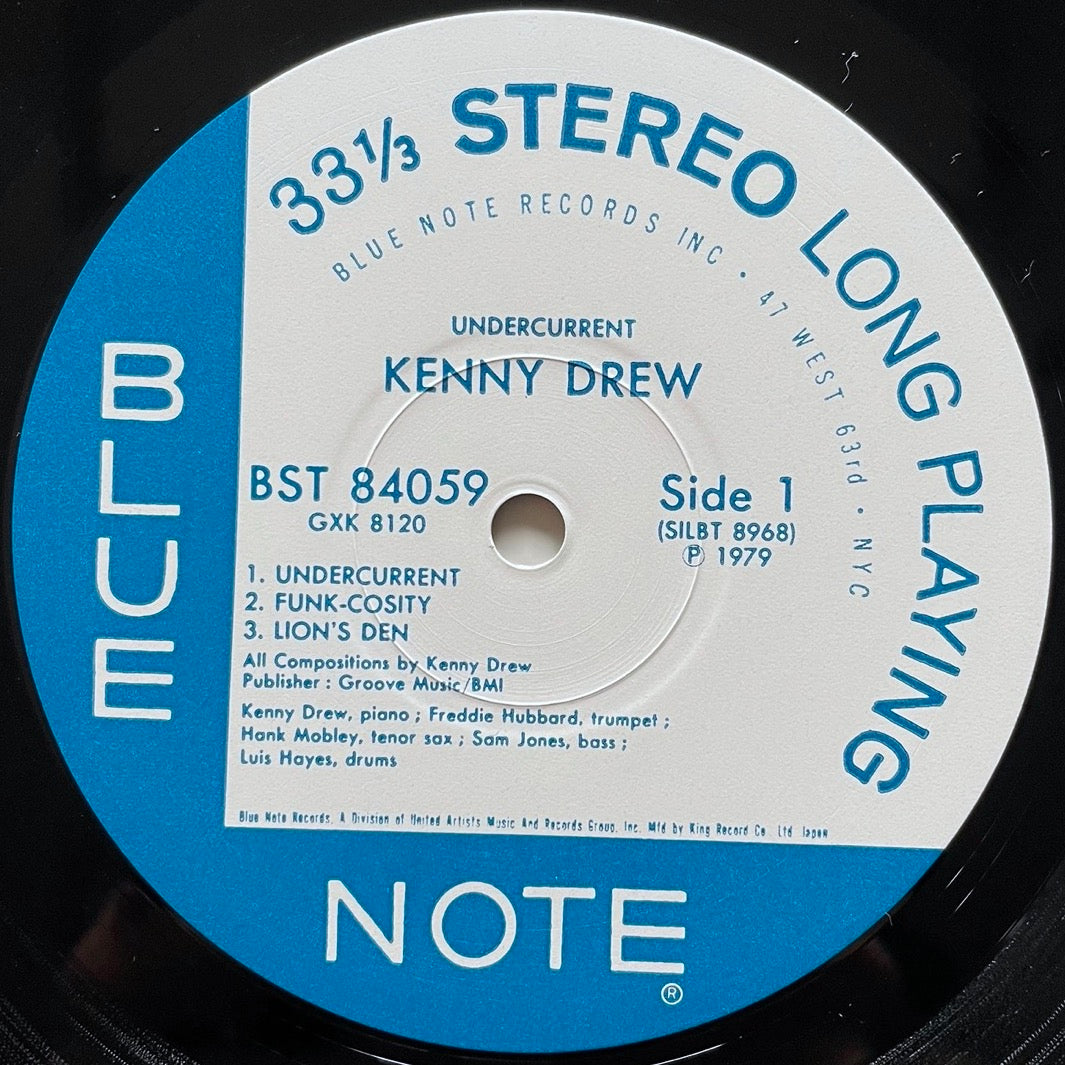 33⅓ STEREO LONG PLAYING
BLUE NOTE RECORDS INC • 47 WEST 63rd • NYC
UNDERCURRENT
KENNY DREW
BST 84059
GXK 8120
Side 1
(SILBT 8968)
Ⓟ 1979
1. UNDERCURRENT
2. FUNK-COSITY
3. LION'S DEN
All Compositions by Kenny Drew
Publisher : Groove Music/BMI
Kenny Drew, piano ; Freddie Hubbard, trumpet ;
Hank Mobley, tenor sax ; Sam Jones, bass ;
Luis Hayes, drums
Blue Note Records, A Division of United Artists Music And Records Group, Inc. Mfd by King Record Co. Ltd Japan
BLUE
NOTE
®